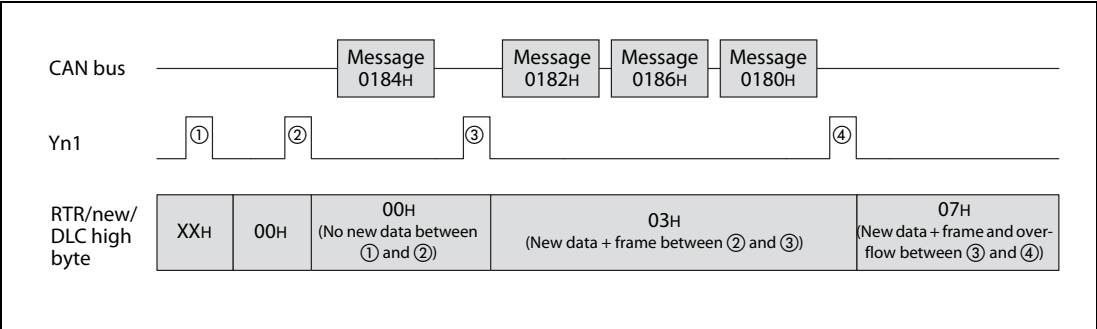 CAN bus
Message
0184H
Message
0182H
Message
0186H
Message
0180H
Yn1
①
②
③
④
RTR/new/
DLC high
byte
XXH
00H
00H
(No new data between
① and ②)
03H
(New data + frame between ② and ③)
07H
(New data + frame and over-
flow between ③ and ④)